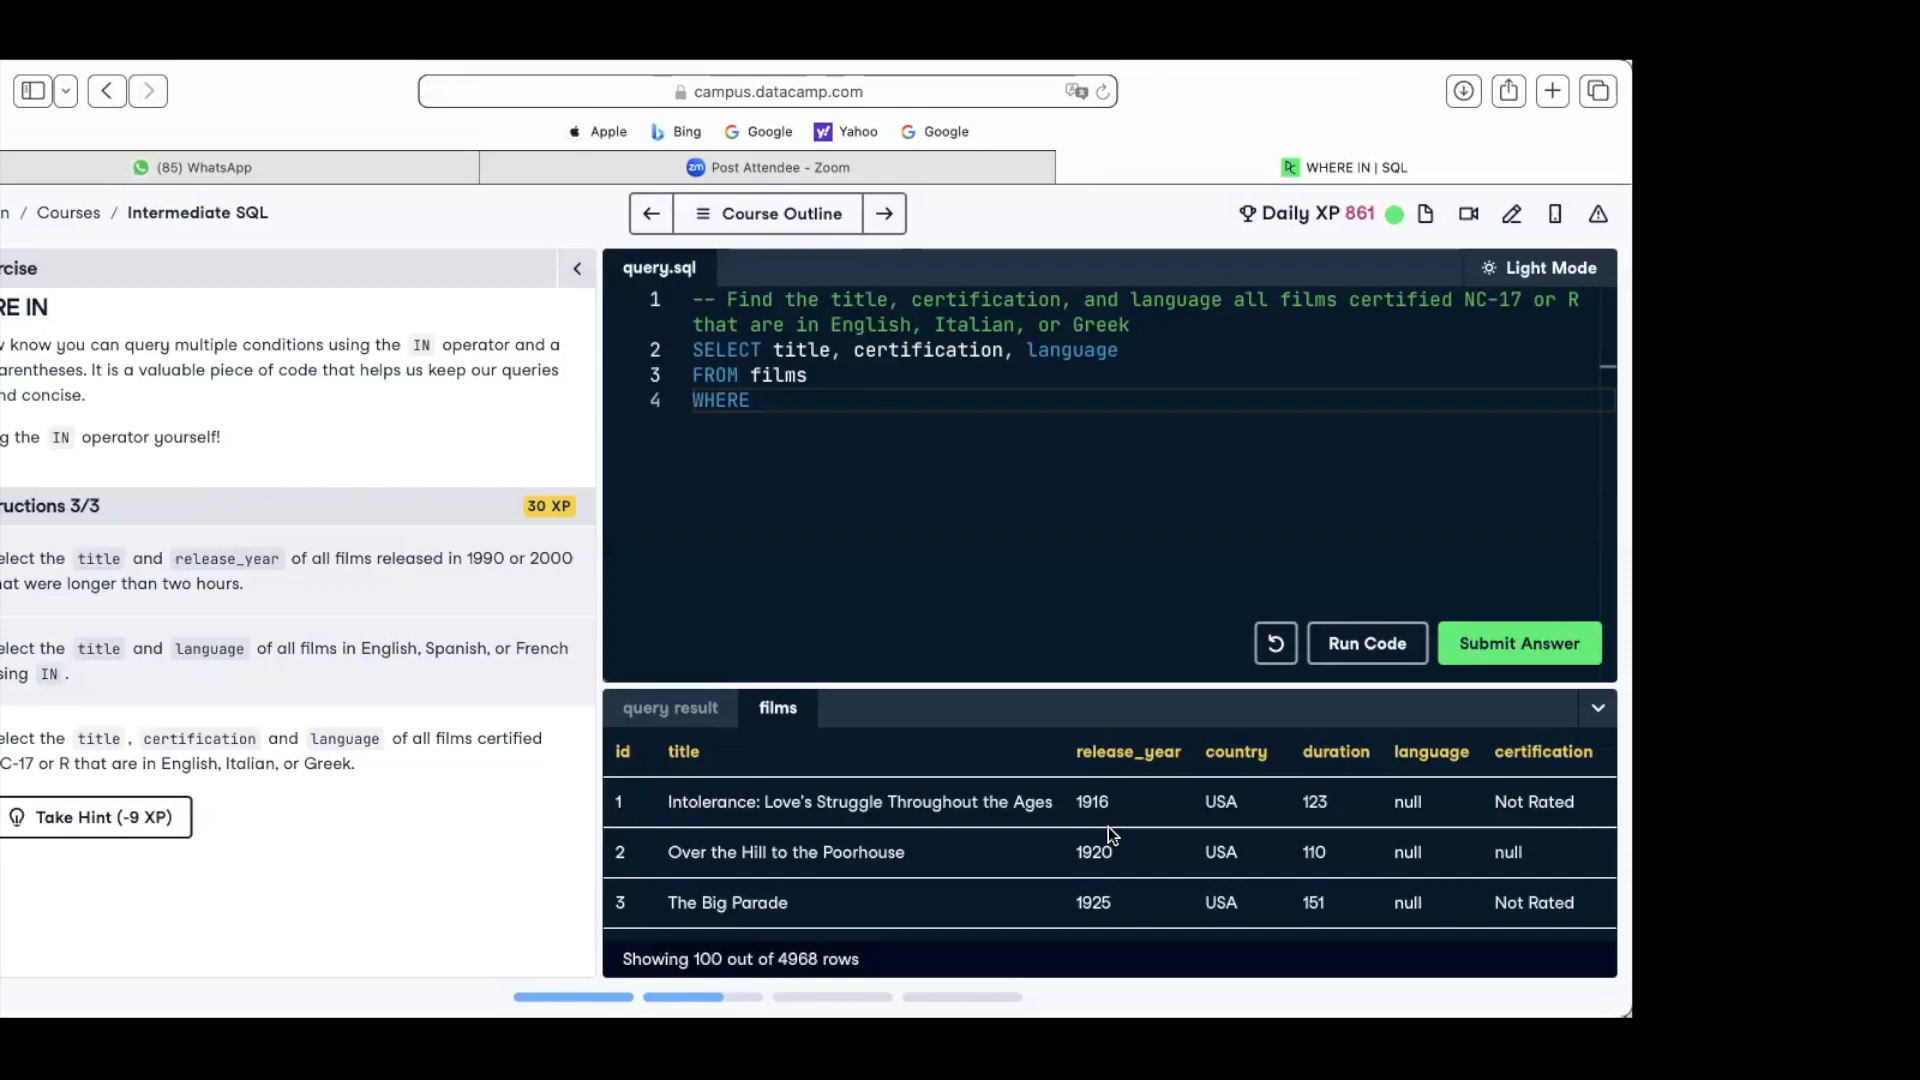 campus.datacamp.com
Apple Bing Google Yahoo Google
(85) WhatsApp Post Attendee - Zoom WHERE IN | SQL
n / Courses / Intermediate SQL
Course Outline
Daily XP 861
rcise
RE IN
w know you can query multiple conditions using the IN operator and a
arentheses. It is a valuable piece of code that helps us keep our queries
nd concise.
g the IN operator yourself!
ructions 3/3 30 XP
elect the title and release_year of all films released in 1990 or 2000
hat were longer than two hours.
elect the title and language of all films in English, Spanish, or French
sing IN .
elect the title , certification and language of all films certified
C-17 or R that are in English, Italian, or Greek.
Take Hint (-9 XP)
query.sql Light Mode
1 -- Find the title, certification, and language all films certified NC-17 or R
that are in English, Italian, or Greek
2 SELECT title, certification, language
3 FROM films
4 WHERE
Run Code Submit Answer
query result films
id title release_year country duration language certification
1 Intolerance: Love's Struggle Throughout the Ages 1916 USA 123 null Not Rated
2 Over the Hill to the Poorhouse 1920 USA 110 null null
3 The Big Parade 1925 USA 151 null Not Rated
Showing 100 out of 4968 rows